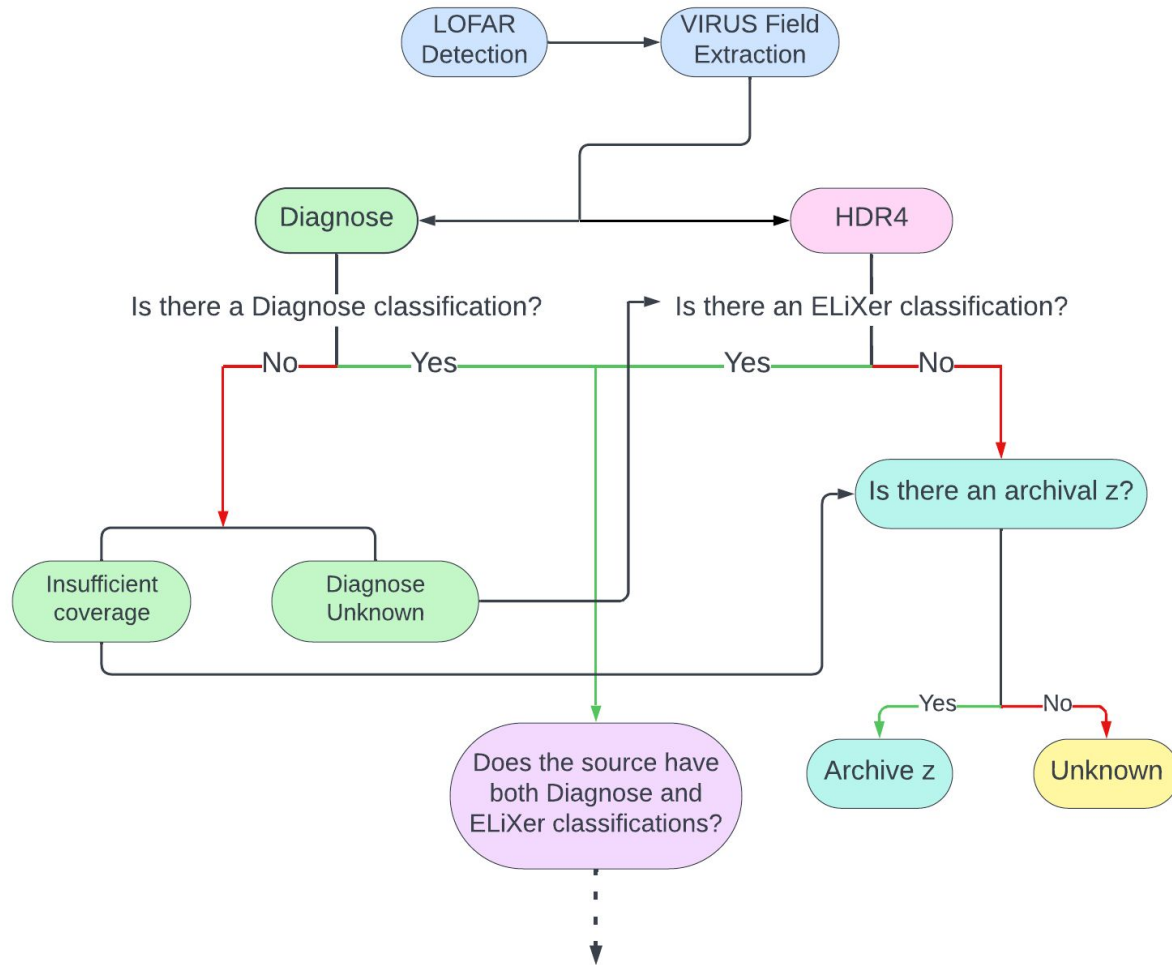 LOFAR
Detection
VIRUS Field
Extraction
Diagnose
HDR4
Is there a Diagnose classification?
Is there an ELiXer classification?
No
Yes
Yes
No
Is there an archival z?
Insufficient
coverage
Diagnose
Unknown
Yes
No
Does the source have
both Diagnose and
ELiXer classifications?
Archive z
Unknown